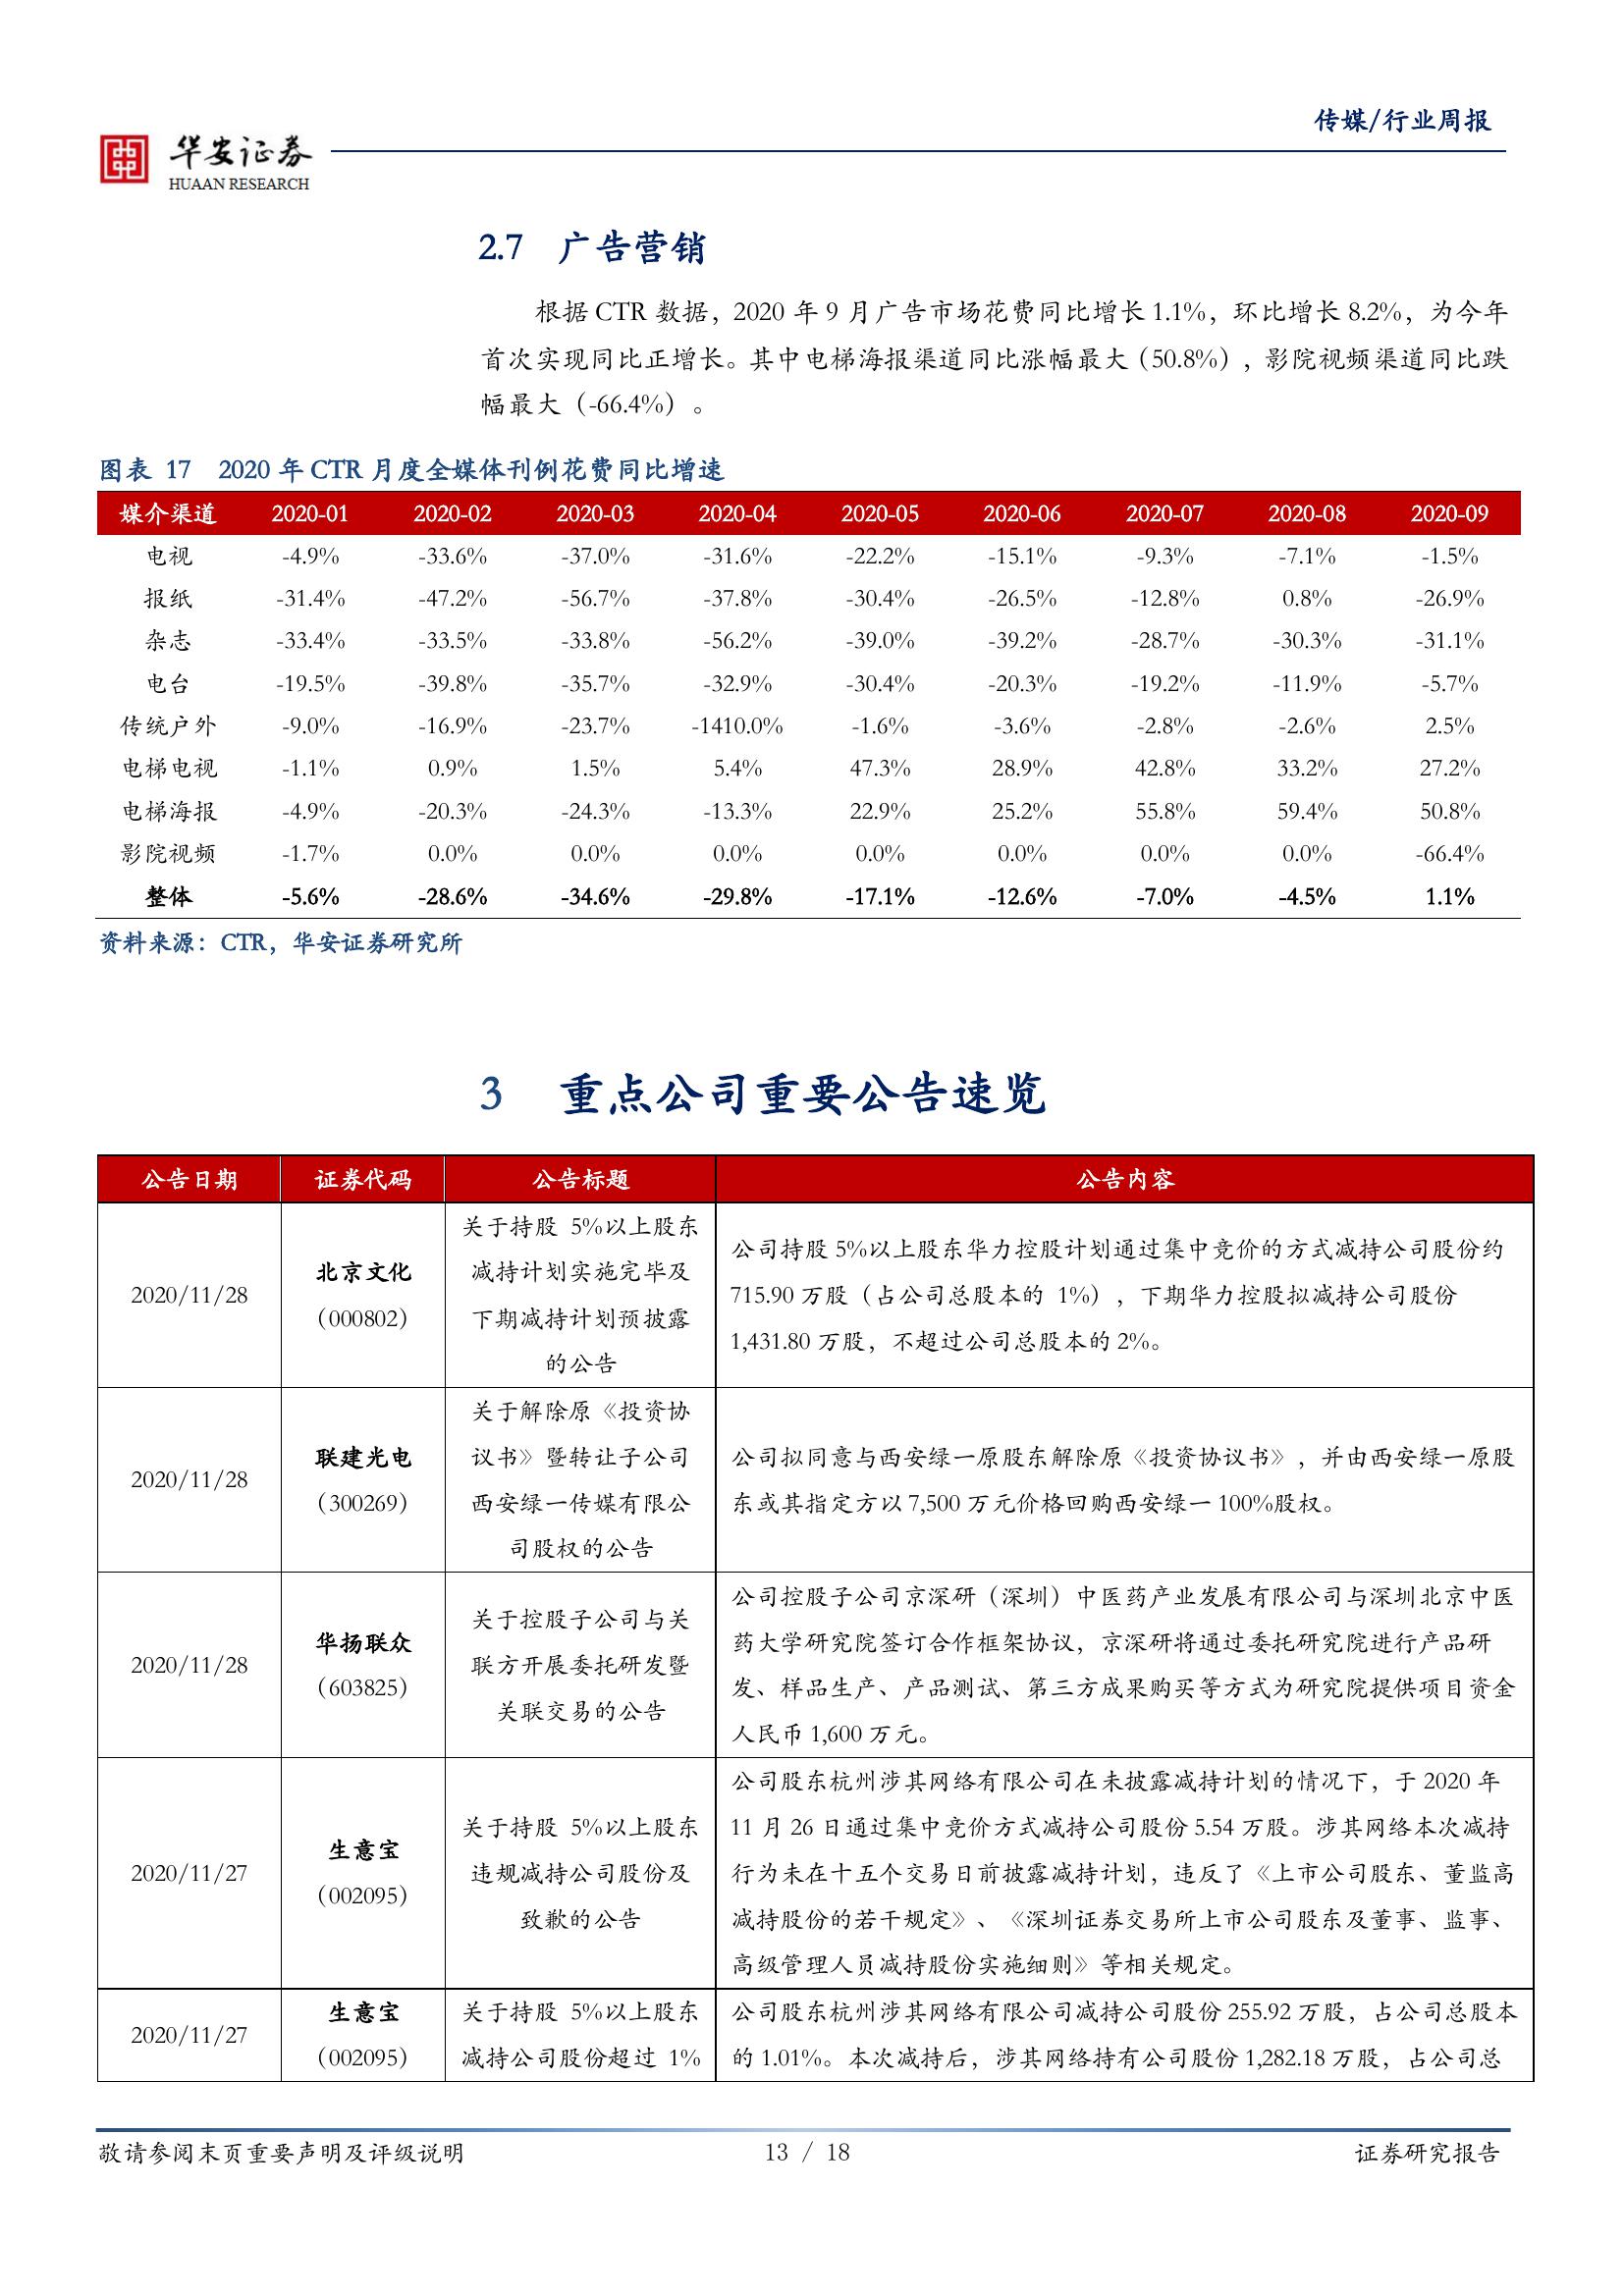 传媒/行业周报
华安证券
HUAAN RESEARCH
2.7 广告营销
根据 CTR 数据，2020 年 9 月广告市场花费同比增长 1.1%，环比增长 8.2%，为今年
首次实现同比正增长。其中电梯海报渠道同比涨幅最大（50.8%），影院视频渠道同比跌
幅最大（-66.4%）。
图表 17 2020 年 CTR 月度全媒体刊例花费同比增速
媒介渠道 2020-01 2020-02 2020-03 2020-04 2020-05 2020-06 2020-07 2020-08 2020-09
电视 -4.9% -33.6% -37.0% -31.6% -22.2% -15.1% -9.3% -7.1% -1.5%
报纸 -31.4% -47.2% -56.7% -37.8% -30.4% -26.5% -12.8% 0.8% -26.9%
杂志 -33.4% -33.5% -33.8% -56.2% -39.0% -39.2% -28.7% -30.3% -31.1%
电台 -19.5% -39.8% -35.7% -32.9% -30.4% -20.3% -19.2% -11.9% -5.7%
传统户外 -9.0% -16.9% -23.7% -1410.0% -1.6% -3.6% -2.8% -2.6% 2.5%
电梯电视 -1.1% 0.9% 1.5% 5.4% 47.3% 28.9% 42.8% 33.2% 27.2%
电梯海报 -4.9% -20.3% -24.3% -13.3% 22.9% 25.2% 55.8% 59.4% 50.8%
影院视频 -1.7% 0.0% 0.0% 0.0% 0.0% 0.0% 0.0% 0.0% -66.4%
整体 -5.6% -28.6% -34.6% -29.8% -17.1% -12.6% -7.0% -4.5% 1.1%
资料来源：CTR，华安证券研究所
3 重点公司重要公告速览
公告日期 证券代码 公告标题 公告内容
2020/11/28
北京文化
（000802）
关于持股 5%以上股东
减持计划实施完毕及
下期减持计划预披露
的公告
公司持股 5%以上股东华力控股计划通过集中竞价的方式减持公司股份约
715.90 万股（占公司总股本的 1%），下期华力控股拟减持公司股份
1,431.80 万股，不超过公司总股本的 2%。
2020/11/28
联建光电
（300269）
关于解除原《投资协
议书》暨转让子公司
西安绿一传媒有限公
司股权的公告
公司拟同意与西安绿一原股东解除原《投资协议书》，并由西安绿一原股
东或其指定方以 7,500 万元价格回购西安绿一 100%股权。
2020/11/28
华扬联众
（603825）
关于控股子公司与关
联方开展委托研发暨
关联交易的公告
公司控股子公司京深研（深圳）中医药产业发展有限公司与深圳北京中医
药大学研究院签订合作框架协议，京深研将通过委托研究院进行产品研
发、样品生产、产品测试、第三方成果购买等方式为研究院提供项目资金
人民币 1,600 万元。
2020/11/27
生意宝
（002095）
关于持股 5%以上股东
违规减持公司股份及
致歉的公告
公司股东杭州涉其网络有限公司在未披露减持计划的情况下，于 2020 年
11 月 26 日通过集中竞价方式减持公司股份 5.54 万股。涉其网络本次减持
行为未在十五个交易日前披露减持计划，违反了《上市公司股东、董监高
减持股份的若干规定》、《深圳证券交易所上市公司股东及董事、监事、
高级管理人员减持股份实施细则》等相关规定。
2020/11/27
生意宝
（002095）
关于持股 5%以上股东
减持公司股份超过 1%
公司股东杭州涉其网络有限公司减持公司股份 255.92 万股，占公司总股本
的 1.01%。本次减持后，涉其网络持有公司股份 1,282.18 万股，占公司总
敬请参阅末页重要声明及评级说明 13 / 18 证券研究报告